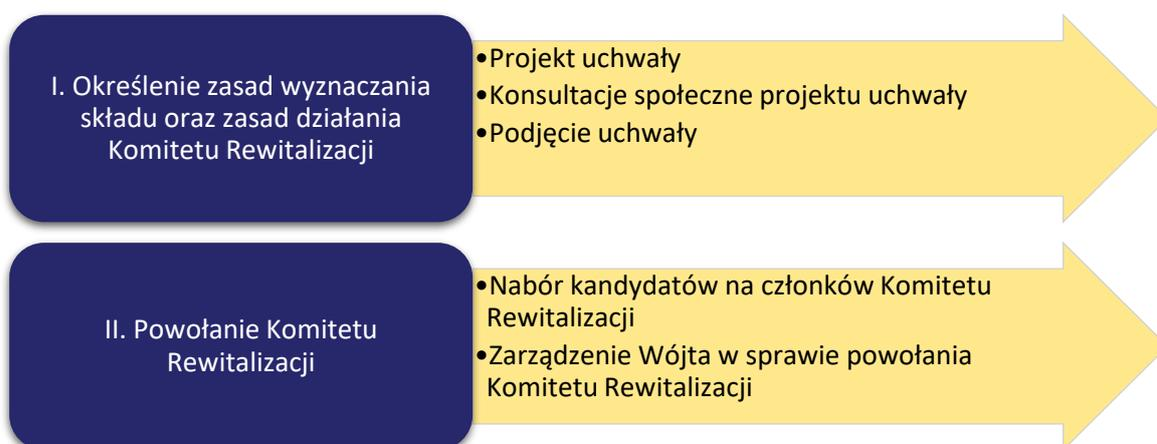 I. Określenie zasad wyznaczania
składu oraz zasad działania
Komitetu Rewitalizacji
•Projekt uchwały
•Konsultacje społeczne projektu uchwały
•Podjęcie uchwały
II. Powołanie Komitetu
Rewitalizacji
•Nabór kandydatów na członków Komitetu
Rewitalizacji
•Zarządzenie Wójta w sprawie powołania
Komitetu Rewitalizacji